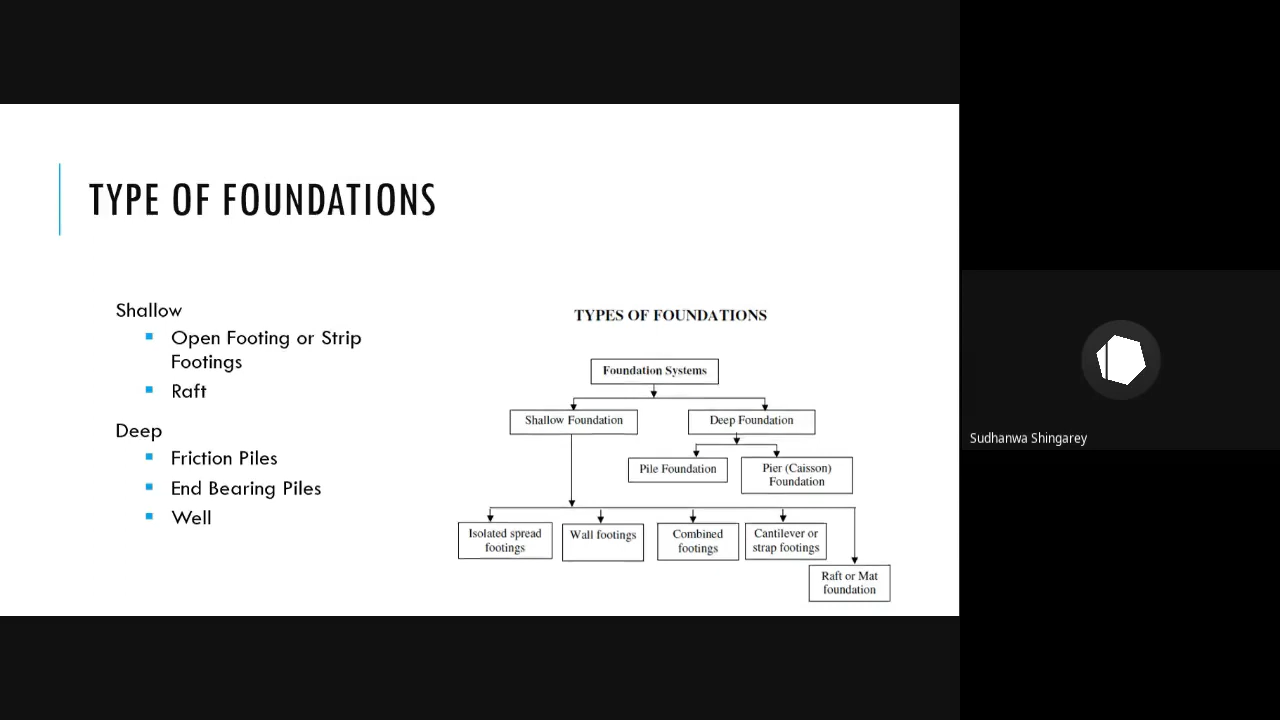 TYPE OF FOUNDATIONS
Shallow
Open Footing or Strip
Footings
Raft
Deep
Friction Piles
End Bearing Piles
Well
TYPES OF FOUNDATIONS
Foundation Systems
Shallow Foundation
Deep Foundation
Pile Foundation
Pier (Caisson)
Foundation
Isolated spread
footings
Wall footings
Combined
footings
Cantilever or
strap footings
Raft or Mat
foundation
Sudhanwa Shingarey